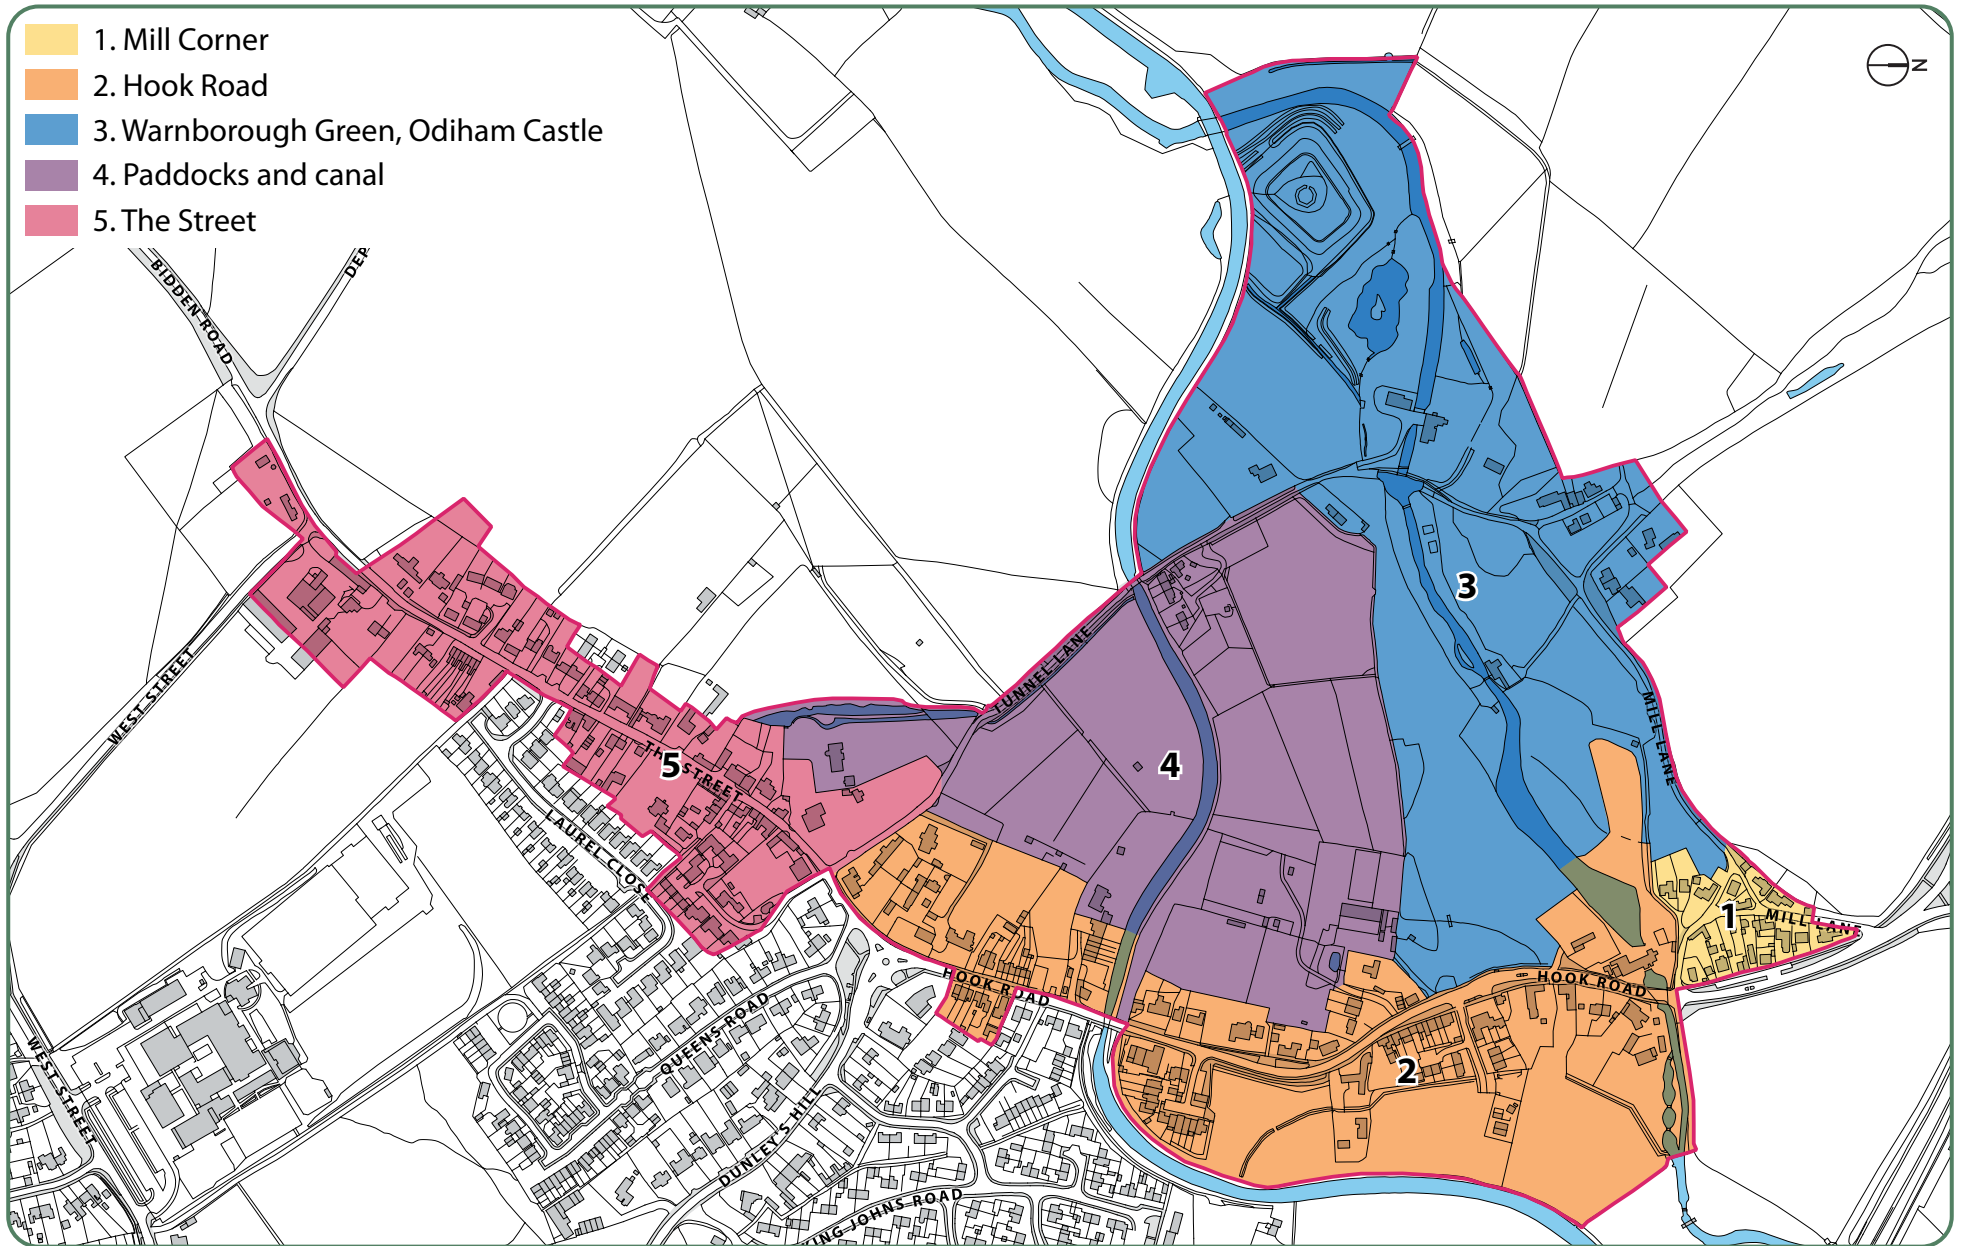 1. Mill Corner
2. Hook Road
3. Warnborough Green, Odiham Castle
4. Paddocks and canal
5. The Street
N
BIDDEN ROAD
DEP
WEST STREET
TUNNEL LANE
3
MILL LANE
THE STREET
5
4
LAUREL CLOSE
1
MILL LANE
HOOK ROAD
HOOK ROAD
QUEENS ROAD
2
WEST STREET
DUNLEY'S HILL
KING JOHNS ROAD